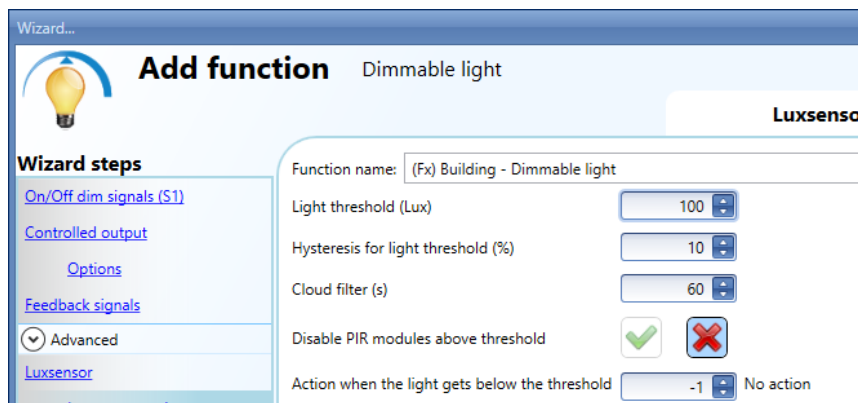 Wizard...
Add function Dimmable light
Wizard steps
On/Off dim signals (S1)
Controlled output
Options
Feedback signals
Advanced
Luxsensor
Luxsenso
Function name: (Fx) Building - Dimmable light
Light threshold (Lux) 100
Hysteresis for light threshold (%) 10
Cloud filter (s) 60
Disable PIR modules above threshold
Action when the light gets below the threshold -1 No action